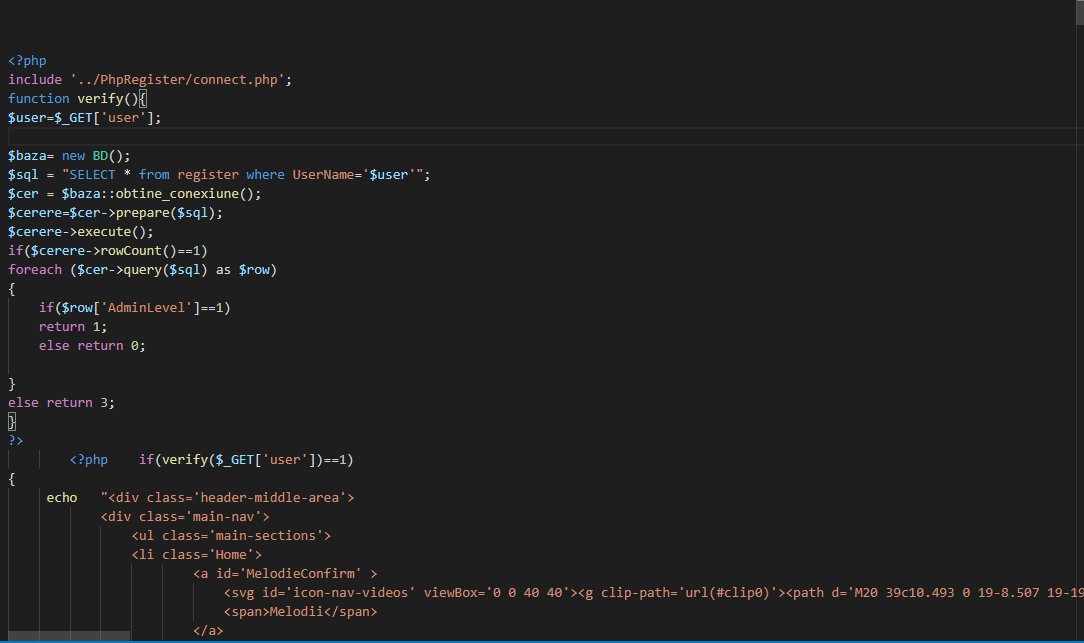 <?php
include '../PhpRegister/connect.php';
function verify(){
$user=$_GET['user'];
$baza= new BD();
$sql = "SELECT * from register where UserName='$user'";
$cer = $baza::obtine_conexiune();
$cerere=$cer->prepare($sql);
$cerere->execute();
if($cerere->rowCount()==1)
foreach ($cer->query($sql) as $row)
{
if($row['AdminLevel']==1)
return 1;
else return 0;
}
else return 3;
}
?>
<?php if(verify($_GET['user'])==1)
{
echo "<div class='header-middle-area'>
<div class='main-nav'>
<ul class='main-sections'>
<li class='Home'>
<a id='MelodieConfirm' >
<svg id='icon-nav-videos' viewBox='0 0 40 40'><g clip-path='url(#clip0)'><path d='M20 39c10.493 0 19-8.507 19-19
<span>Melodii</span>
</a>